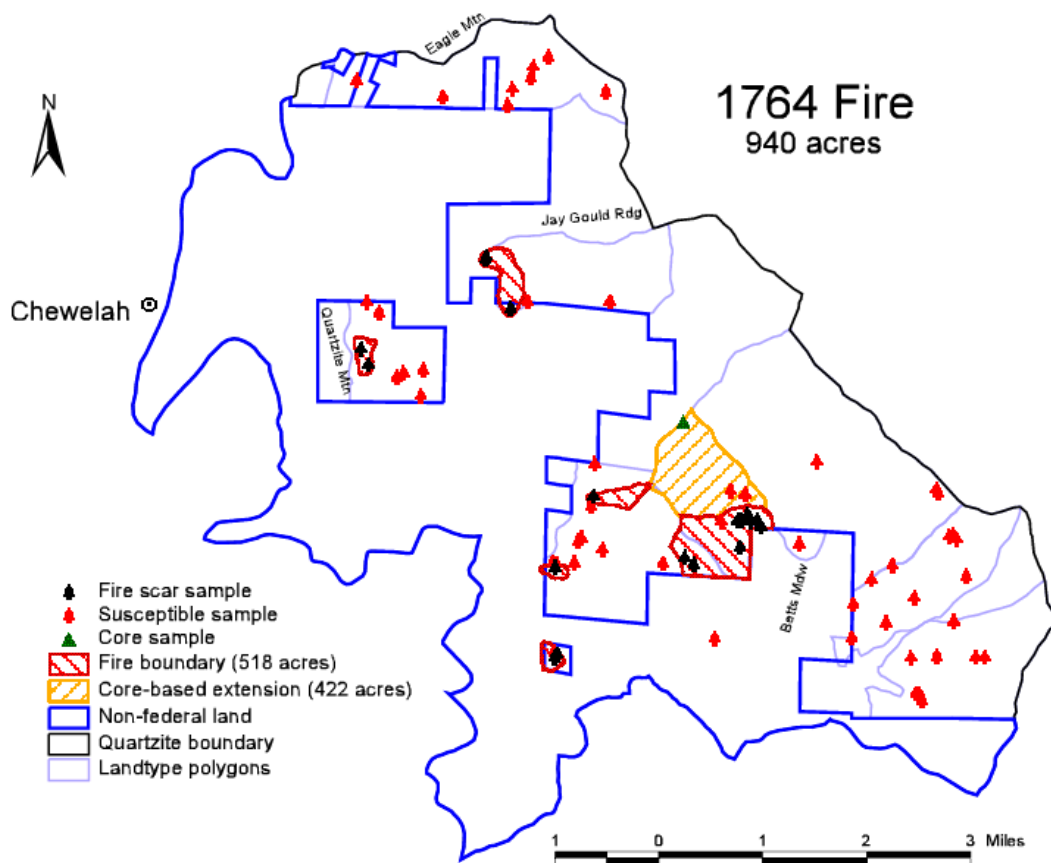 Eagle Mtn
1764 Fire
940 acres
N
Jay Gould Rdg
Chewelah
Quartzite Mtn
Betts Mdw
Fire scar sample
Susceptible sample
Core sample
Fire boundary (518 acres)
Core-based extension (422 acres)
Non-federal land
Quartzite boundary
Landtype polygons
1 0 1 2 3 Miles